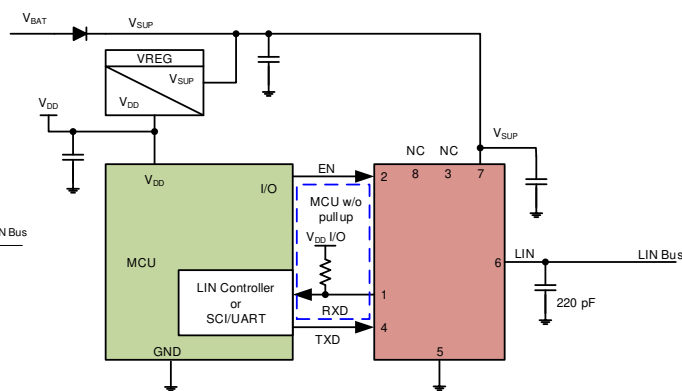 VBAT
VSUP
VREG
VSUP
VDD
VDD
VSUP
NC NC
EN
8 3 7
2
VDD
I/O
MCU w/o
pull up
VDD I/O
N Bus
MCU
LIN Controller
or
SCI/UART
1
RXD
4
TXD
6
LIN
LIN Bus
220 pF
GND
5